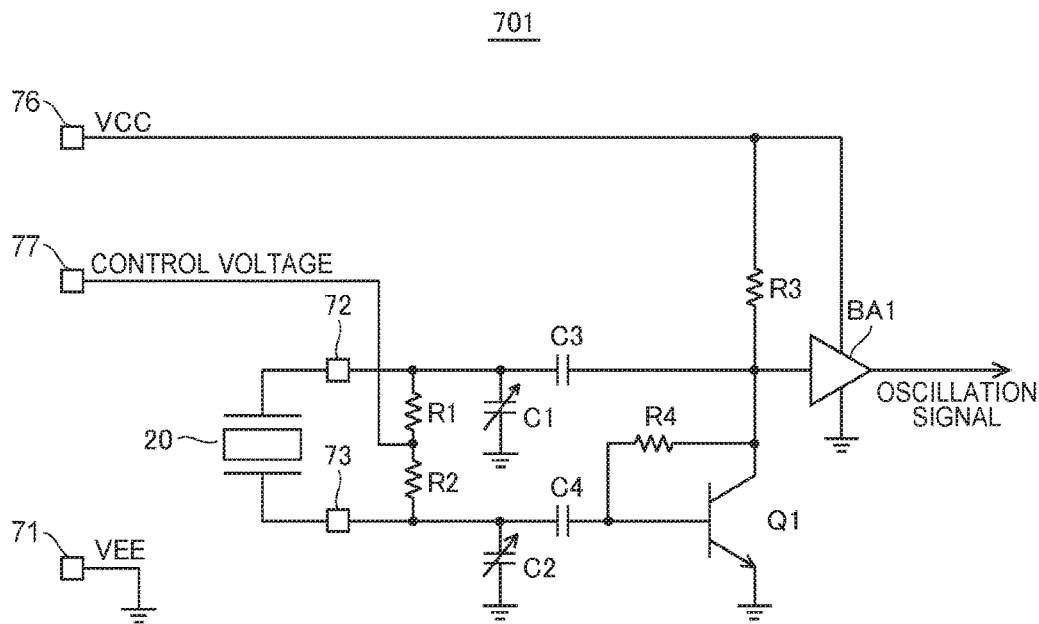 701
76
VCC
77
CONTROL VOLTAGE
R3
72
BA1
C3
OSCILLATION
SIGNAL
R1
C1
R4
20
73
R2
C4
Q1
71
VEE
C2